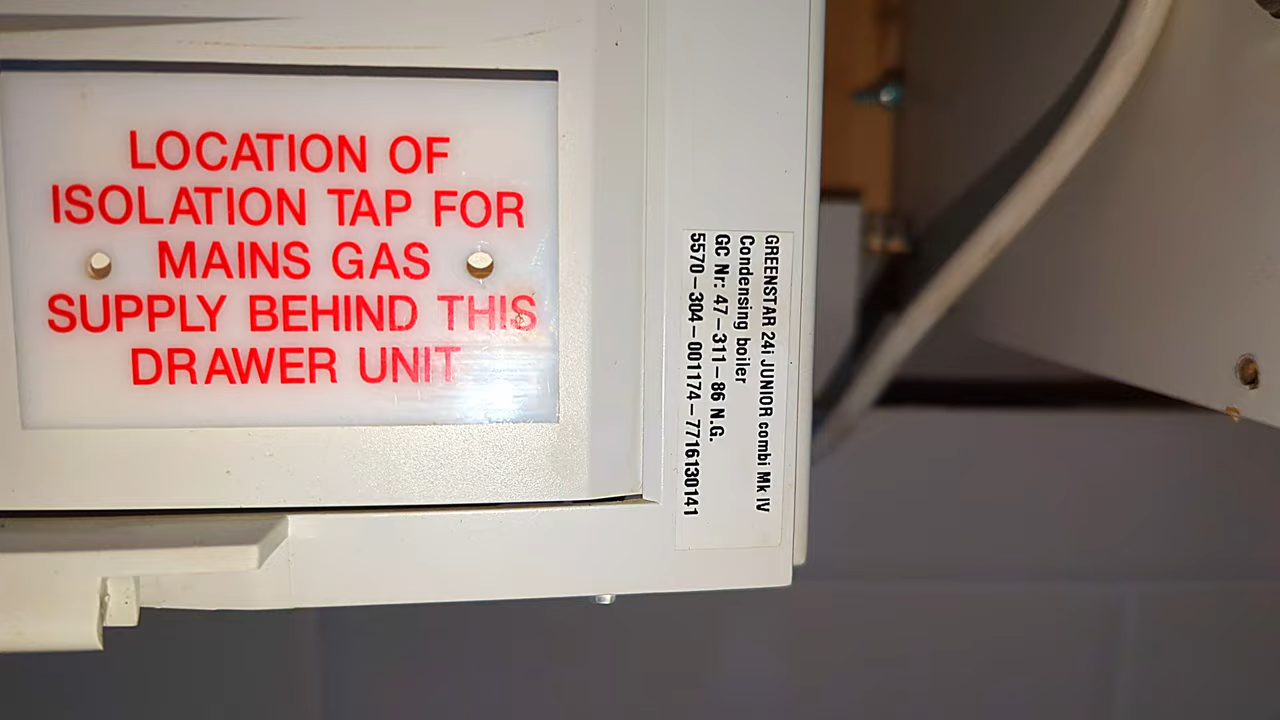 LOCATION OF
ISOLATION TAP FOR
MAINS GAS
SUPPLY BEHIND THIS
DRAWER UNIT
GREENSTAR 24i JUNIOR combi Mk IV
Condensing boiler
GC Nr: 47-311-86 N.G.
5570-304-001174-7716130141